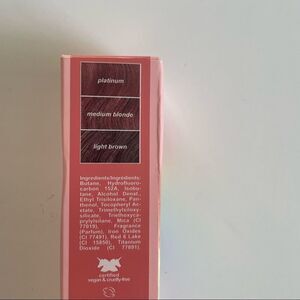 platinum
medium blonde
light brown
Ingredients/Ingrédients:
Butane, Hydrofluoro-
carbon 152A, Isobu-
tane, Alcohol Denat.,
Ethyl Trisiloxane, Pan-
thenol, Tocopheryl Ac-
etate, Trimethylsiloxy-
silicate, Triethoxyca-
prylylsilane, Mica (CI
77019), Fragrance
(Parfum), Iron Oxides
(CI 77491), Red 6 Lake
(CI 15850), Titanium
Dioxide (CI 77891).
certified
vegan & cruelty-free